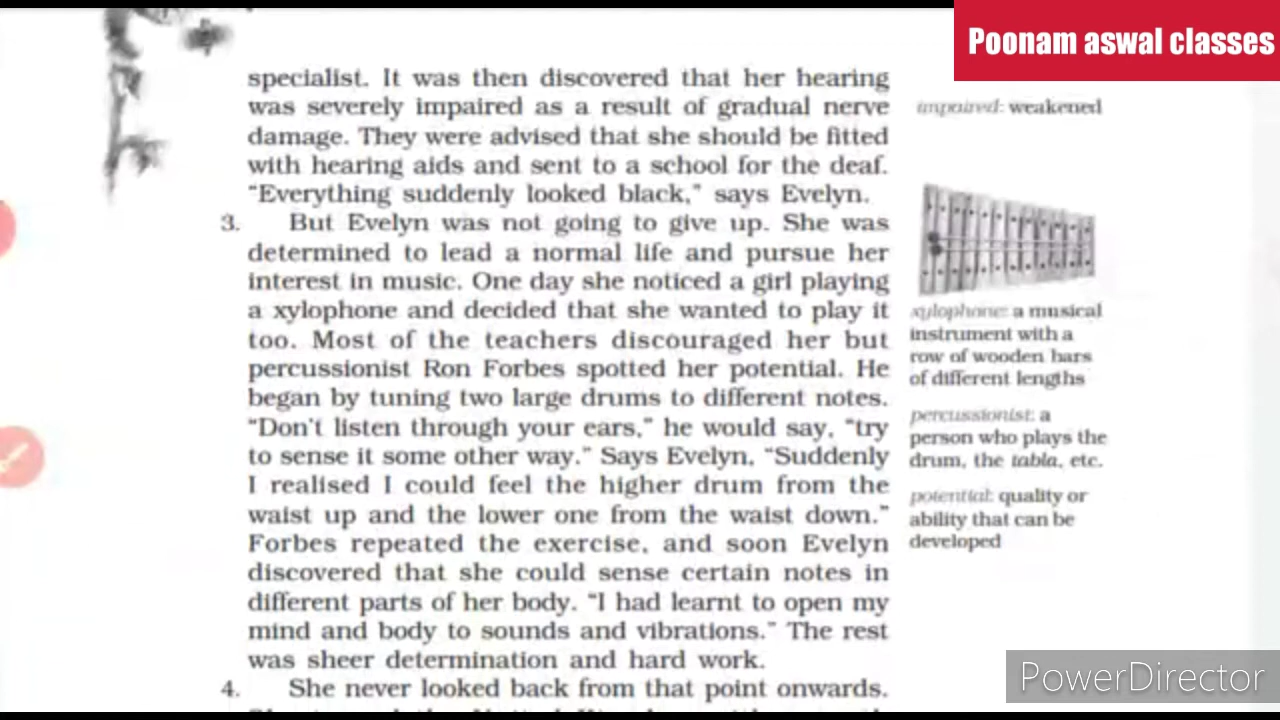 Poonam aswal classes
specialist. It was then discovered that her hearing
was severely impaired as a result of gradual nerve
damage. They were advised that she should be fitted
with hearing aids and sent to a school for the deaf.
"Everything suddenly looked black," says Evelyn.
3. But Evelyn was not going to give up. She was
determined to lead a normal life and pursue her
interest in music. One day she noticed a girl playing
a xylophone and decided that she wanted to play it
too. Most of the teachers discouraged her but
percussionist Ron Forbes spotted her potential. He
began by tuning two large drums to different notes.
"Don't listen through your ears," he would say, "try
to sense it some other way." Says Evelyn, "Suddenly
I realised I could feel the higher drum from the
waist up and the lower one from the waist down."
Forbes repeated the exercise, and soon Evelyn
discovered that she could sense certain notes in
different parts of her body. "I had learnt to open my
mind and body to sounds and vibrations." The rest
was sheer determination and hard work.
4. She never looked back from that point onwards.
impaired: weakened
xylophone: a musical
instrument with a
row of wooden bars
of different lengths
percussionist: a
person who plays the
drum, the tabla, etc.
potential: quality or
ability that can be
developed
PowerDirector